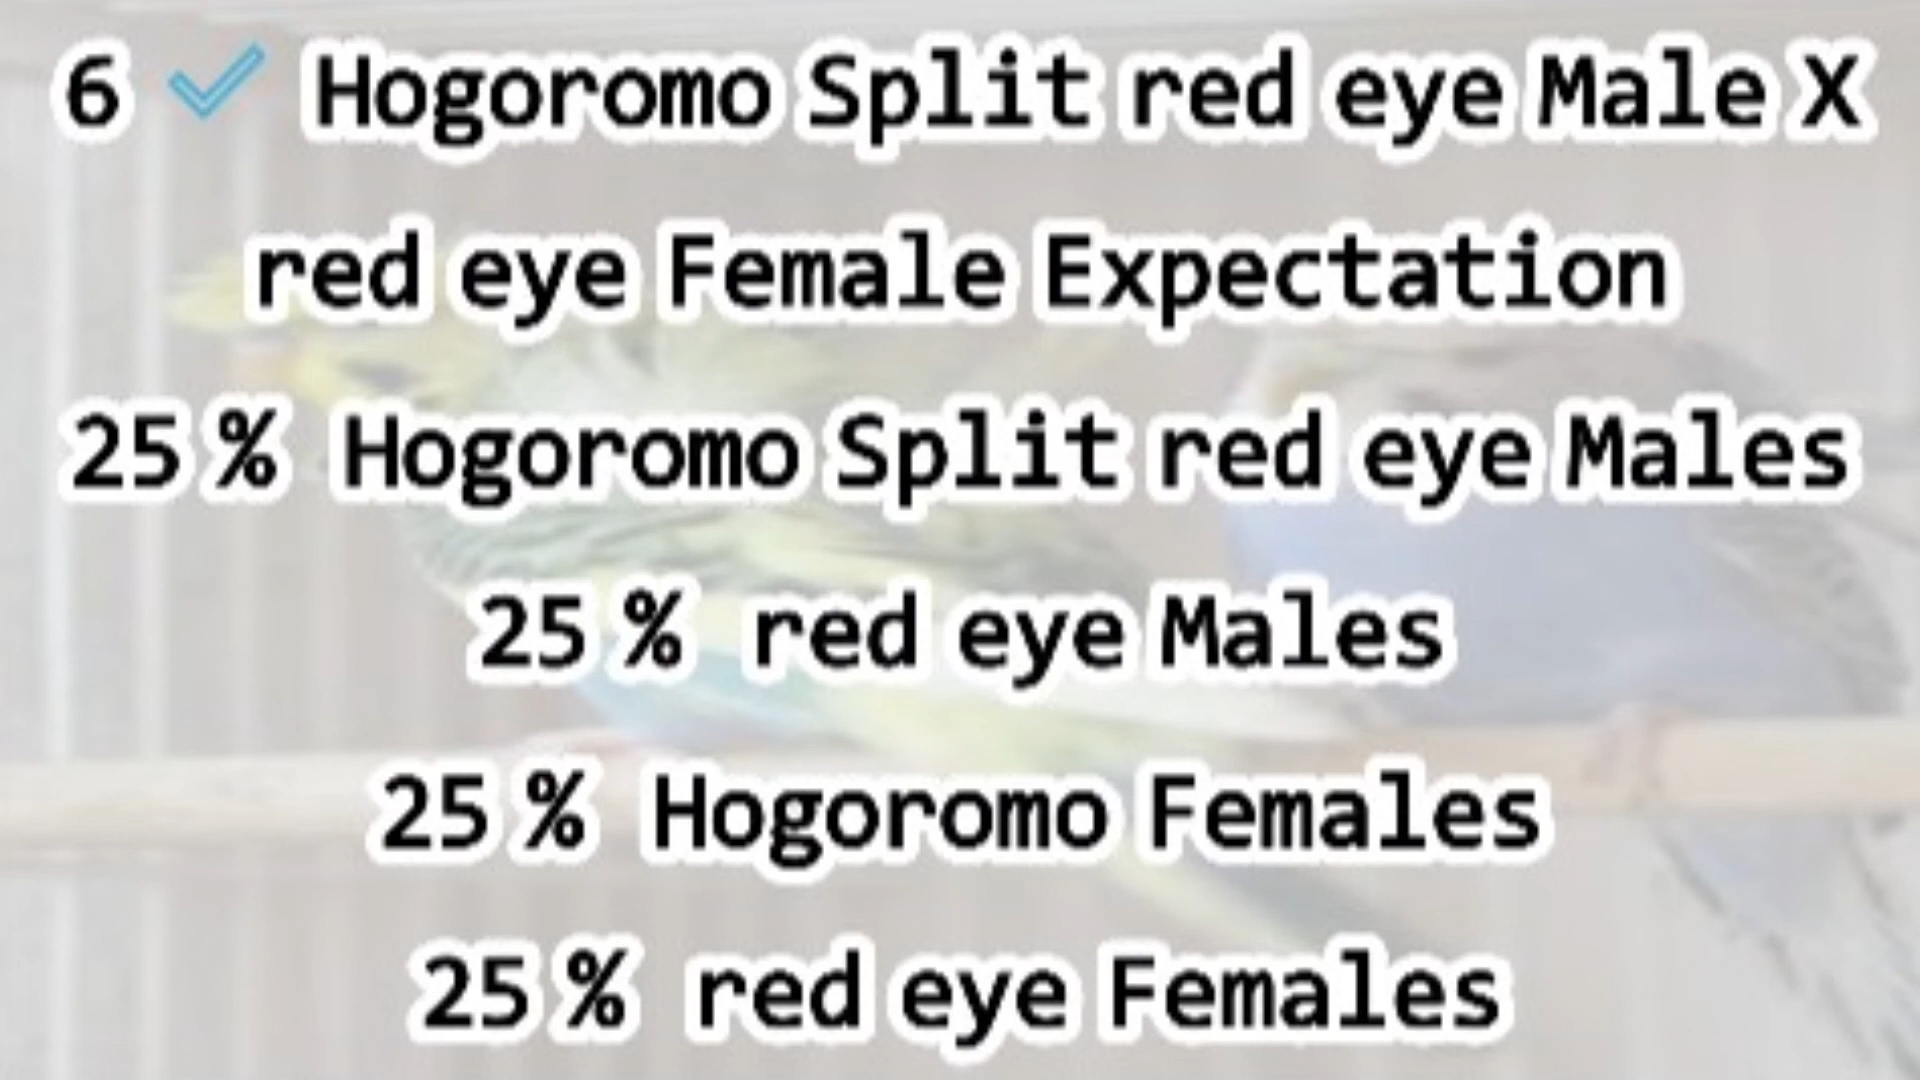 6 ✓ Hogoromo Split red eye Male X
red eye Female Expectation
25 % Hogoromo Split red eye Males
25 % red eye Males
25 % Hogoromo Females
25 % red eye Females